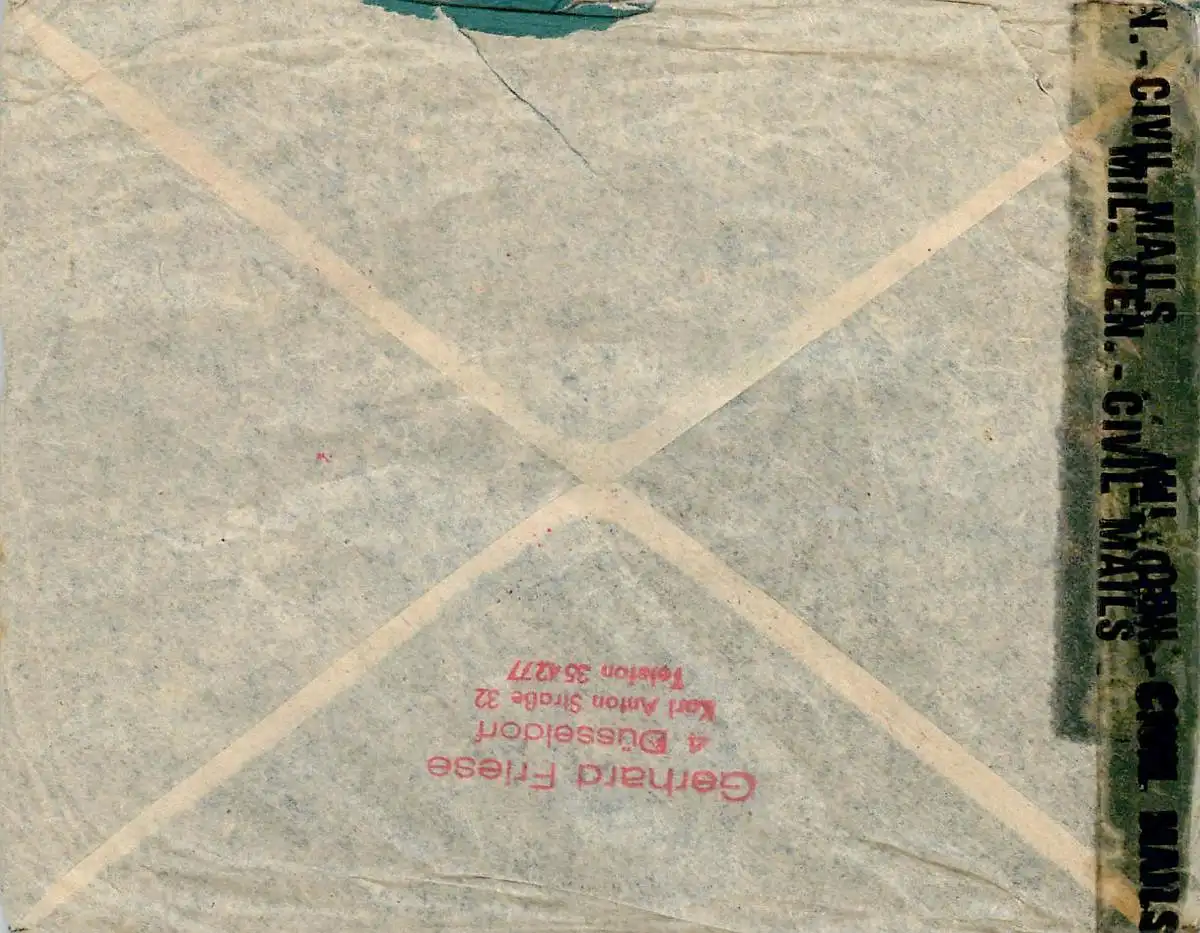 Gerhard Friese
4 Düsseldorf
Karl Anton Straße 32
Telefon 354277
N.-CIVIL MAILS
MIL. CEN.-CIVIL MAILS
MIL. CEN.-CIVIL MAILS